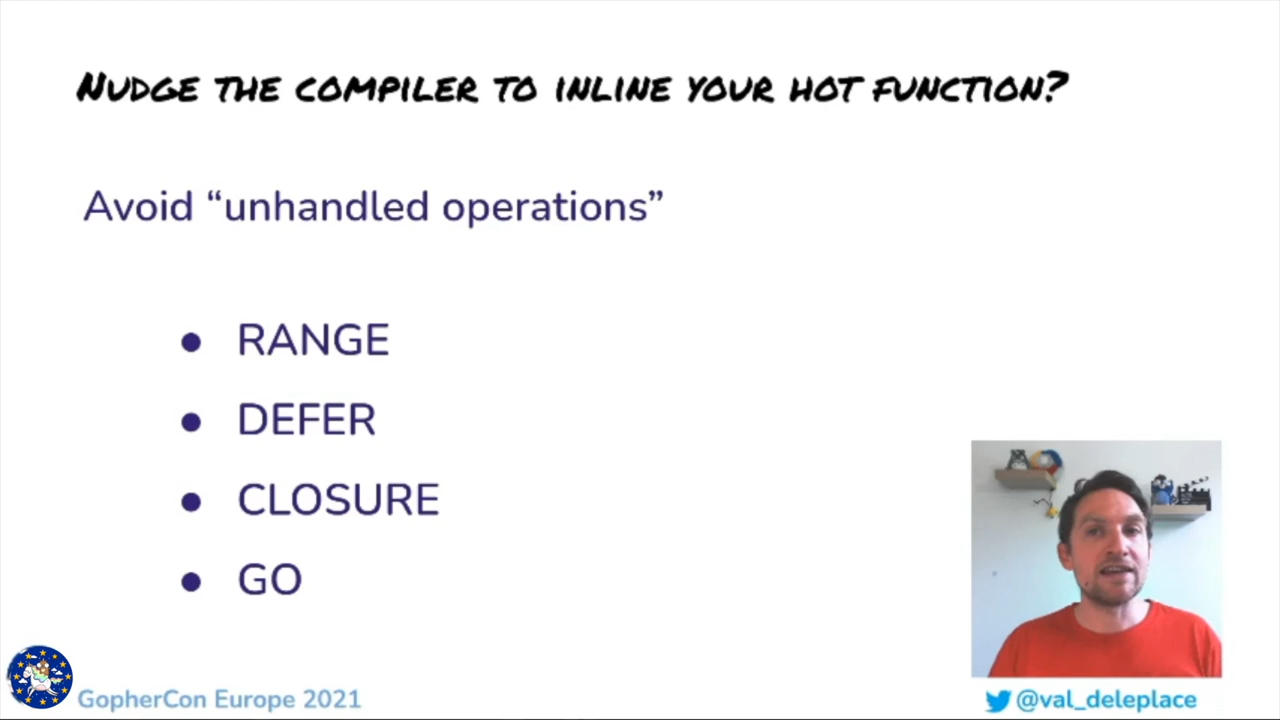 NUDGE THE COMPILER TO INLINE YOUR HOT FUNCTION?
Avoid “unhandled operations”
● RANGE
● DEFER
● CLOSURE
● GO
GopherCon Europe 2021
@val_deleplace